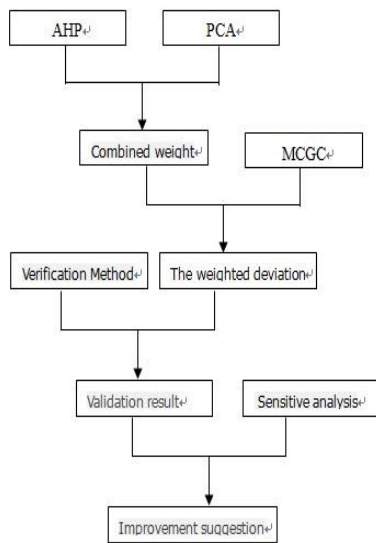 AHP
PCA
Combined weight
MCGC
Verification Method
The weighted deviation
Validation result
Sensitive analysis
Improvement suggestion